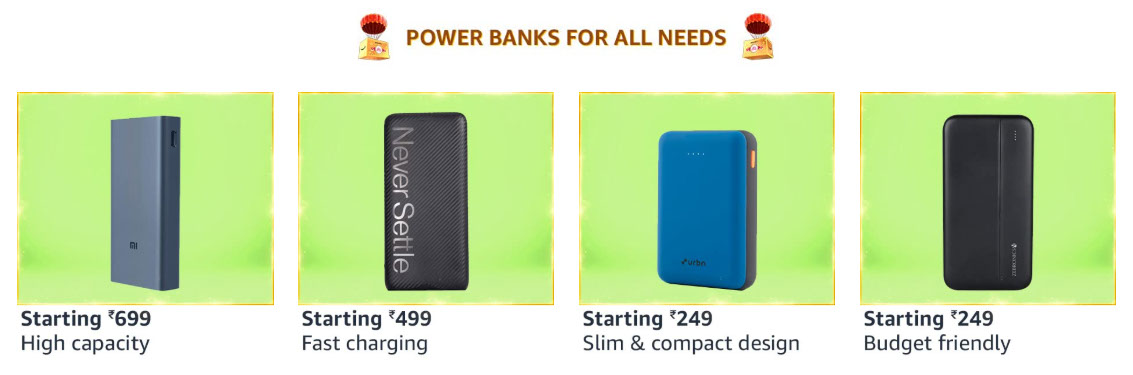 POWER BANKS FOR ALL NEEDS
mi
Never Settle
urbn
Starting ₹699
High capacity
Starting ₹499
Fast charging
Starting ₹249
Slim & compact design
Starting ₹249
Budget friendly